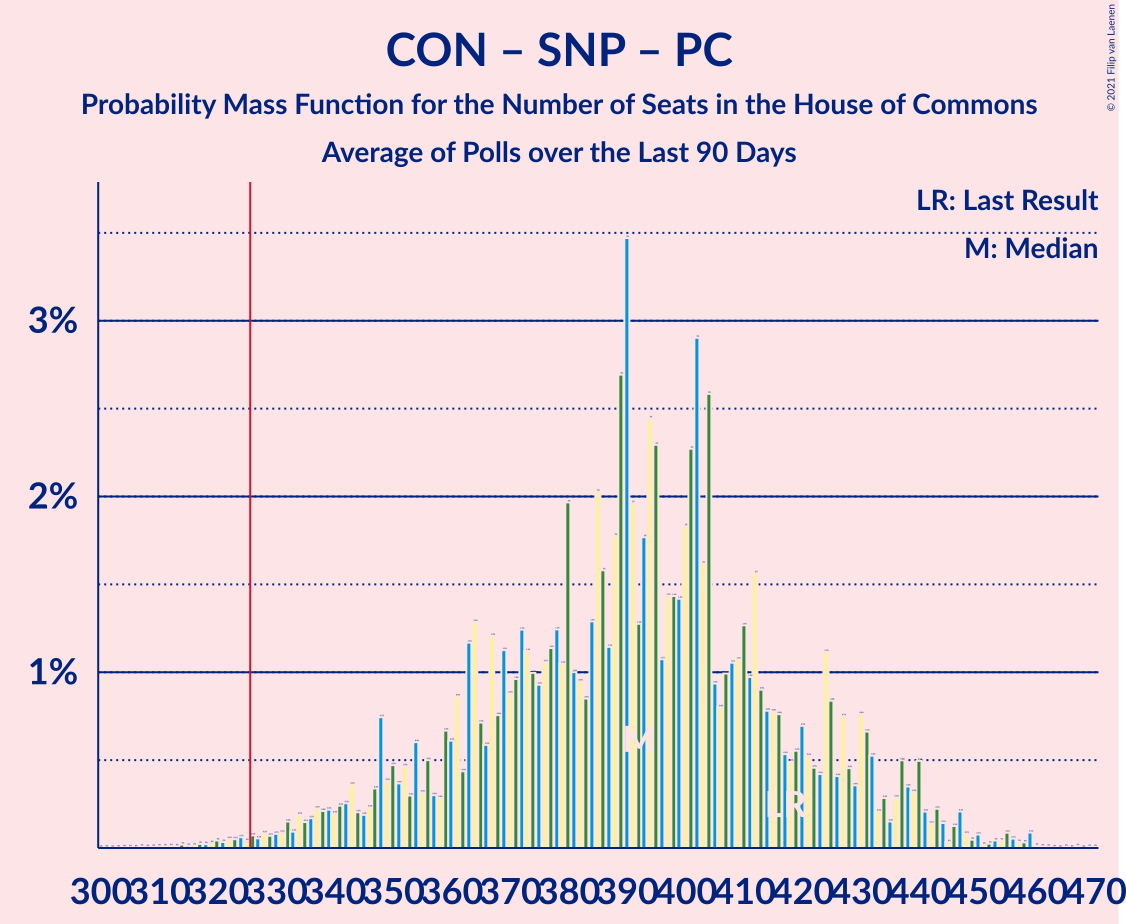 CON – SNP – PC
Probability Mass Function for the Number of Seats in the House of Commons
Average of Polls over the Last 90 Days
© 2021 Filip van Laenen
LR: Last Result
M: Median
3%
2%
1%
M
LR
300 310 320 330 340 350 360 370 380 390 400 410 420 430 440 450 460 470